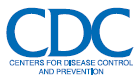 CDC
CENTERS FOR DISEASE CONTROL
AND PREVENTION